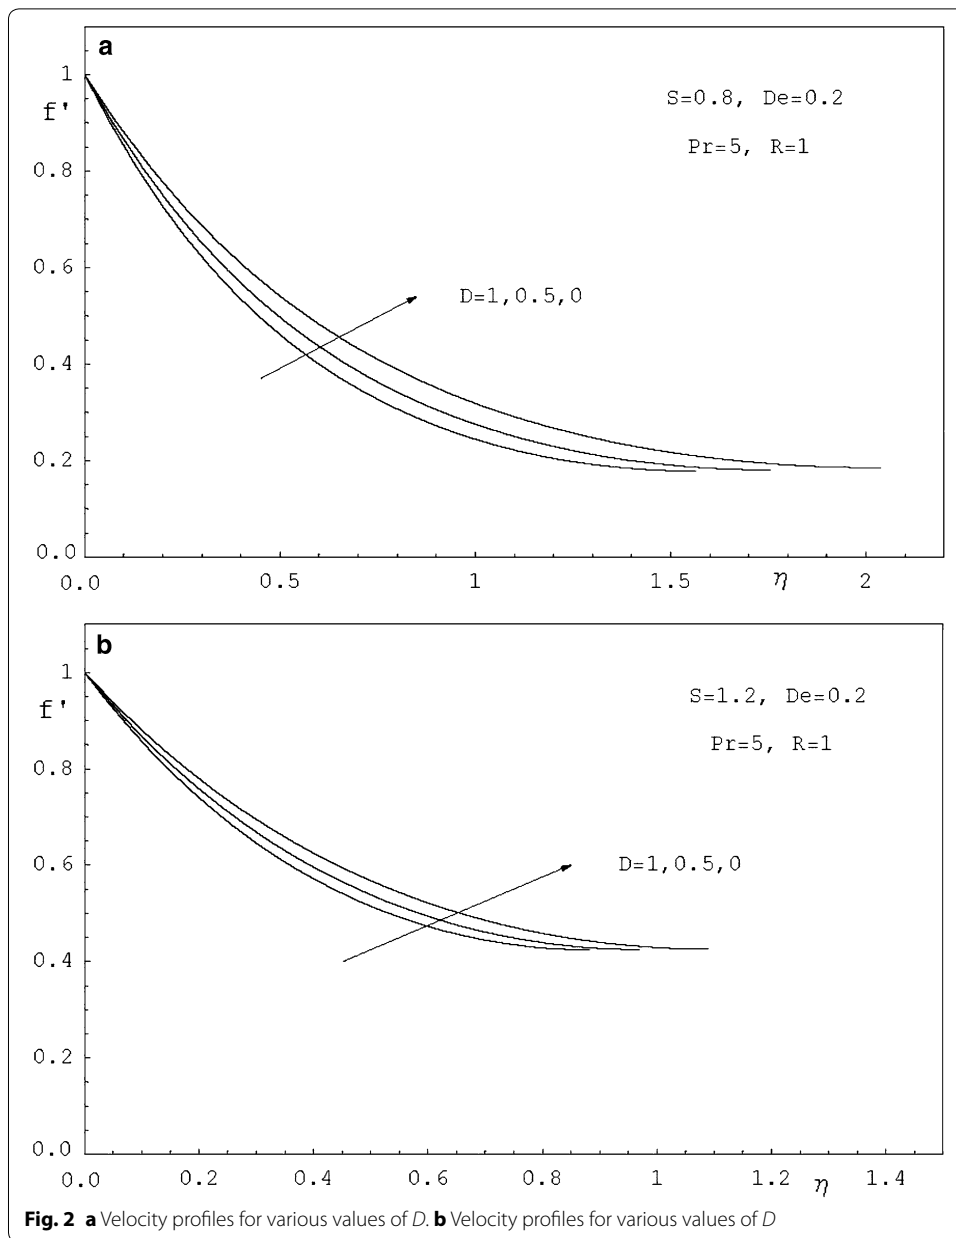 a
1
f'
S=0.8, De=0.2
Pr=5, R=1
0.8
0.6
D=1,0.5,0
0.4
0.2
0.0
0.0 0.5 1 1.5 η 2
b
1
f'
S=1.2, De=0.2
Pr=5, R=1
0.8
0.6
D=1,0.5,0
0.4
0.2
0.0
0.0 0.2 0.4 0.6 0.8 1 1.2 η 1.4
Fig. 2 a Velocity profiles for various values of D. b Velocity profiles for various values of D